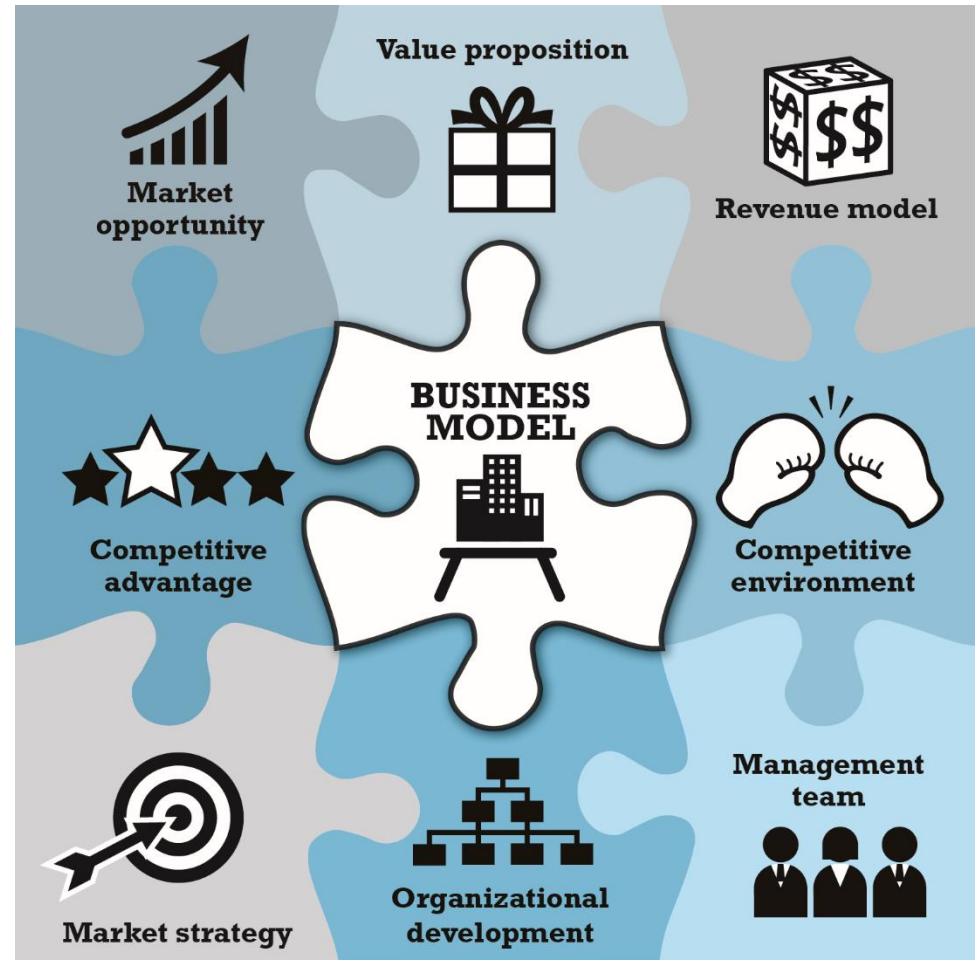 Value proposition
$$
$$
$$
Market
opportunity
Revenue model
BUSINESS
MODEL
Competitive
advantage
Competitive
environment
Management
team
Organizational
development
Market strategy